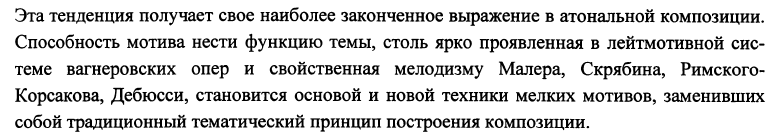 Эта тенденция получает свое наиболее законченное выражение в атональной композиции.
Способность мотива нести функцию темы, столь ярко проявленная в лейтмотивной сис-
теме вагнеровских опер и свойственная мелодизму Малера, Скрябина, Римского-
Корсакова, Дебюсси, становится основой и новой техники мелких мотивов, заменивших
собой традиционный тематический принцип построения композиции.